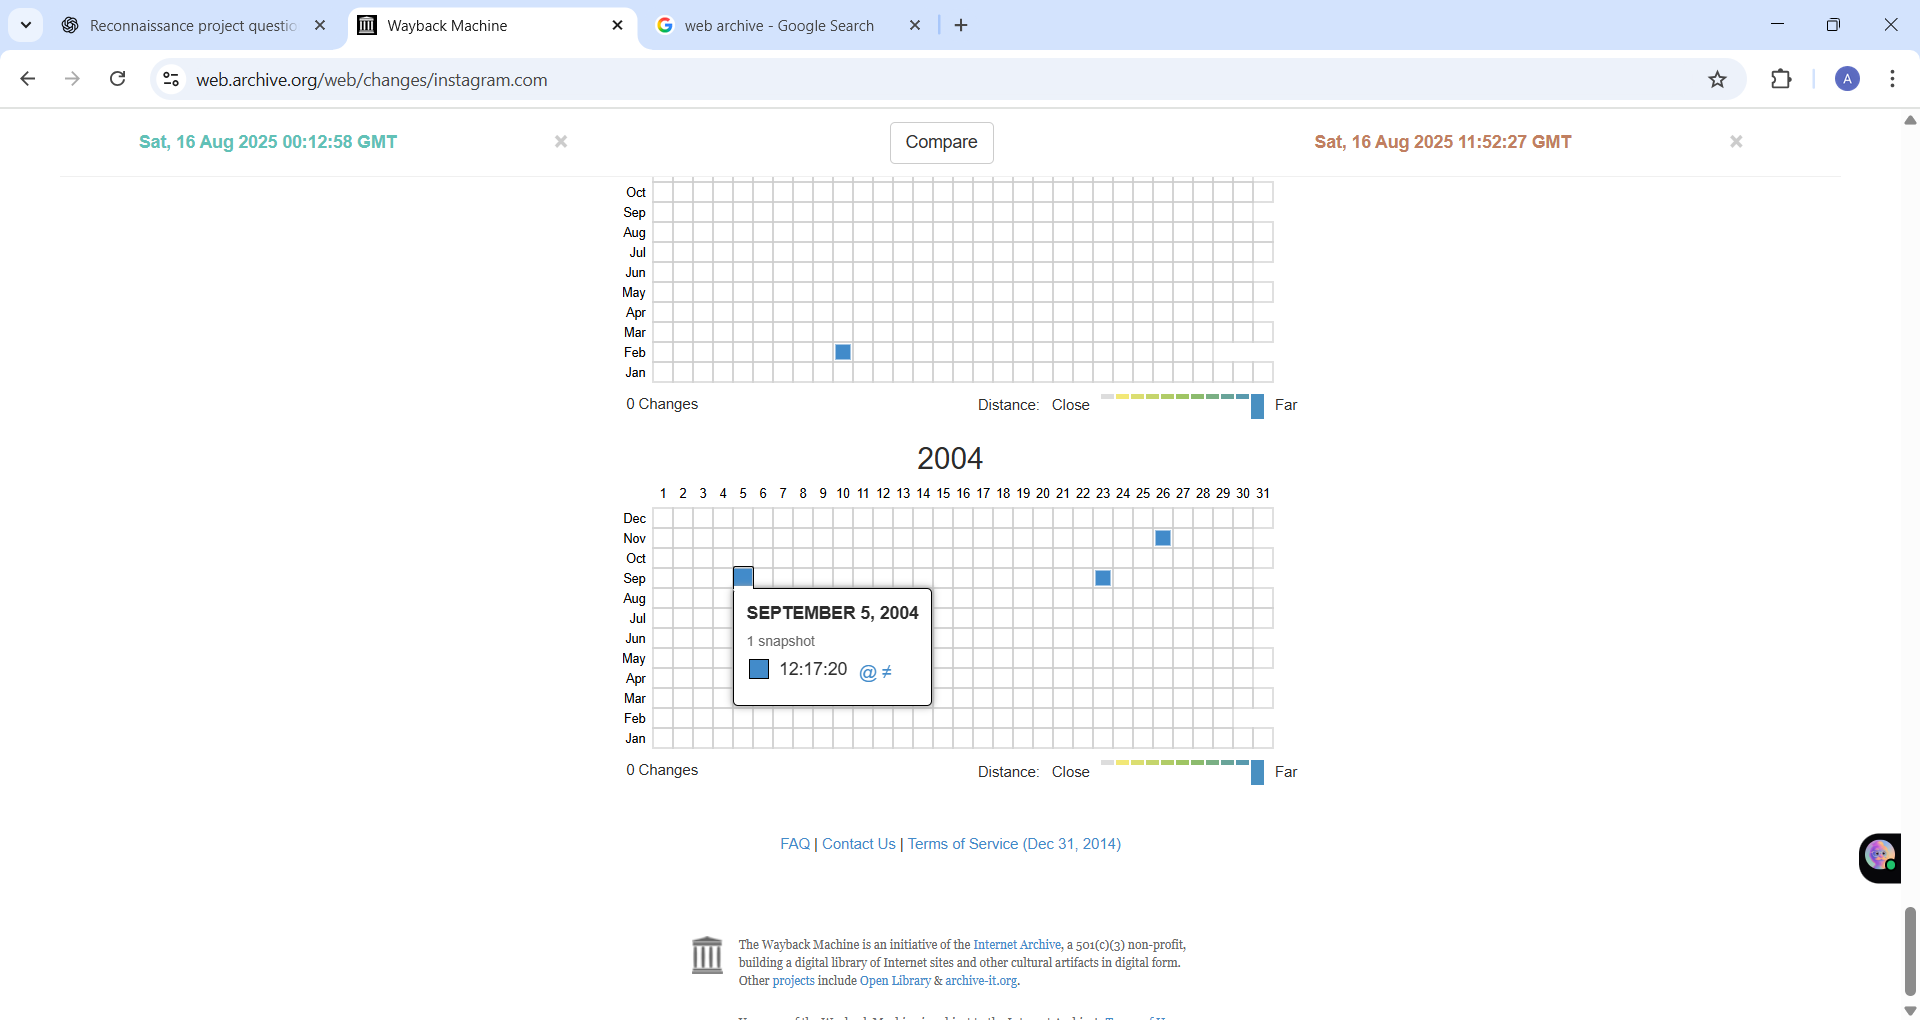 Reconnaissance project questio
Wayback Machine
web archive - Google Search
web.archive.org/web/changes/instagram.com
A
Sat, 16 Aug 2025 00:12:58 GMT
Compare
Sat, 16 Aug 2025 11:52:27 GMT
Oct
Sep
Aug
Jul
Jun
May
Apr
Mar
Feb
Jan
0 Changes
Distance: Close Far
2004
1 2 3 4 5 6 7 8 9 10 11 12 13 14 15 16 17 18 19 20 21 22 23 24 25 26 27 28 29 30 31
Dec
Nov
Oct
Sep
Aug
Jul
Jun
May
Apr
Mar
Feb
Jan
SEPTEMBER 5, 2004
1 snapshot
12:17:20 @ ≠
0 Changes
Distance: Close Far
FAQ | Contact Us | Terms of Service (Dec 31, 2014)
The Wayback Machine is an initiative of the Internet Archive, a 501(c)(3) non-profit,
building a digital library of Internet sites and other cultural artifacts in digital form.
Other projects include Open Library & archive-it.org.